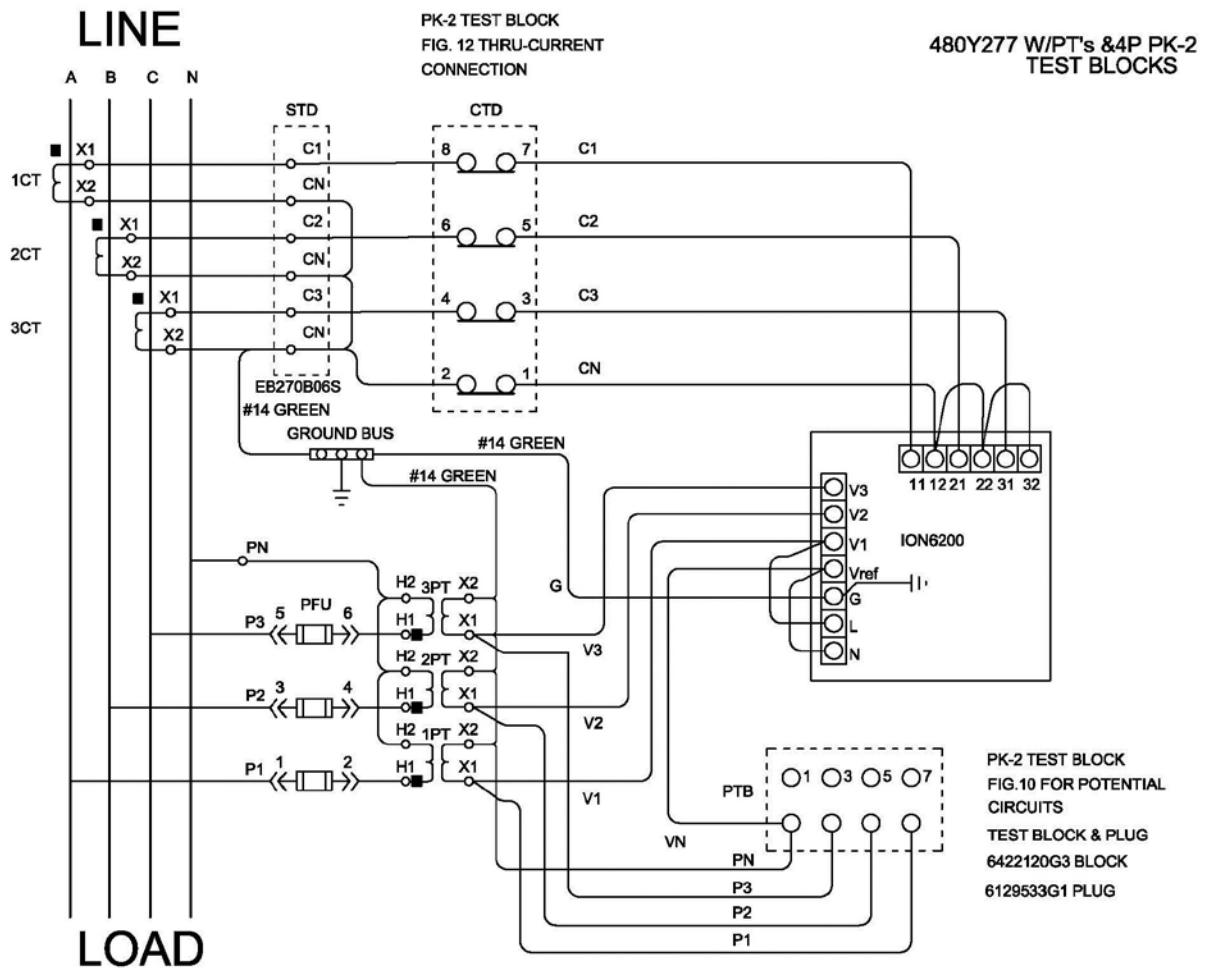 LINE
PK-2 TEST BLOCK
FIG. 12 THRU-CURRENT
CONNECTION
480Y277 W/PT's &4P PK-2
TEST BLOCKS
A B C N
STD
CTD
1CT
X1
X2
C1
CN
8 7
C1
2CT
X1
X2
C2
CN
6 5
C2
3CT
X1
X2
C3
CN
4 3
C3
2 1
CN
EB270B06S
#14 GREEN
GROUND BUS
#14 GREEN
#14 GREEN
11 12 21 22 31 32
V3
V2
V1
Vref
G
L
N
ION6200
G
PN
P3 5 PFU 6 H2 3PT X2
H1 X1
V3
P2 3 4 H2 2PT X2
H1 X1
V2
P1 1 2 H2 1PT X2
H1 X1
V1
VN
PTB
1 3 5 7
PN
P3
P2
P1
PK-2 TEST BLOCK
FIG.10 FOR POTENTIAL
CIRCUITS
TEST BLOCK & PLUG
6422120G3 BLOCK
6129533G1 PLUG
LOAD